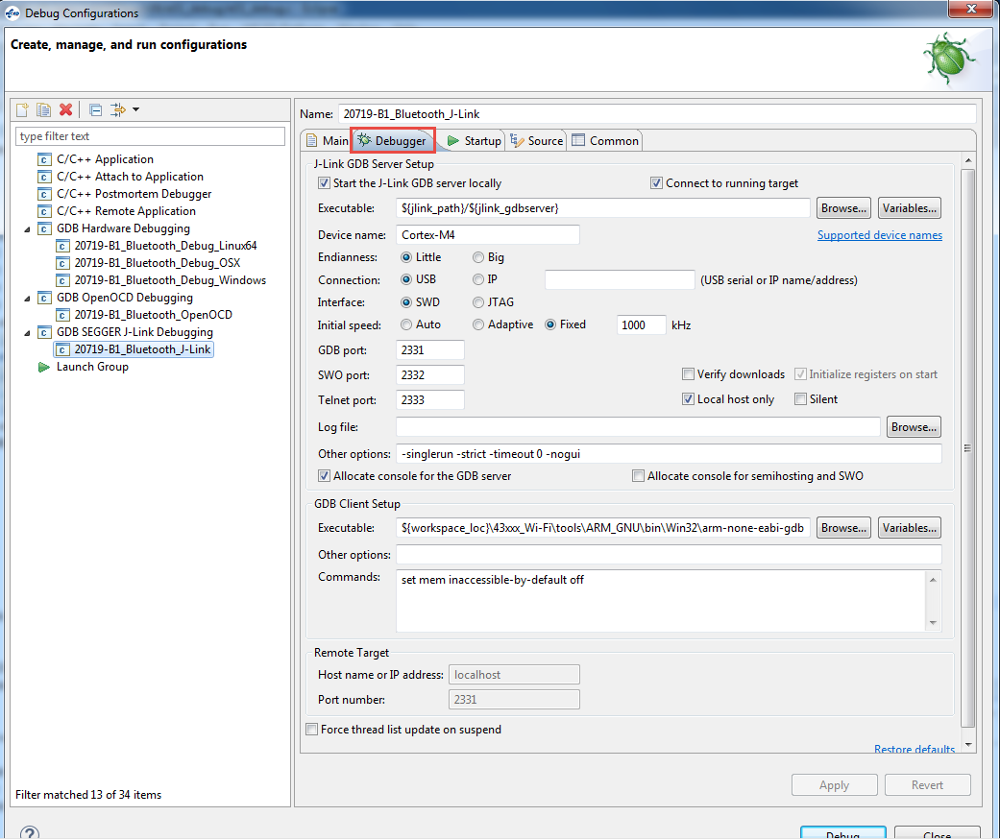 Debug Configurations
Create, manage, and run configurations
type filter text
C/C++ Application
C/C++ Attach to Application
C/C++ Postmortem Debugger
C/C++ Remote Application
GDB Hardware Debugging
20719-B1_Bluetooth_Debug_Linux64
20719-B1_Bluetooth_Debug_OSX
20719-B1_Bluetooth_Debug_Windows
GDB OpenOCD Debugging
20719-B1_Bluetooth_OpenOCD
GDB SEGGER J-Link Debugging
20719-B1_Bluetooth_J-Link
Launch Group
Filter matched 13 of 34 items
Name: 20719-B1_Bluetooth_J-Link
Main Debugger Startup Source Common
J-Link GDB Server Setup
Start the J-Link GDB server locally Connect to running target
Executable: ${jlink_path}/${jlink_gdbserver} Browse... Variables...
Device name: Cortex-M4 Supported device names
Endianness: Little Big
Connection: USB IP (USB serial or IP name/address)
Interface: SWD JTAG
Initial speed: Auto Adaptive Fixed 1000 kHz
GDB port: 2331
SWO port: 2332 Verify downloads Initialize registers on start
Telnet port: 2333 Local host only Silent
Log file: Browse...
Other options: -singlerun -strict -timeout 0 -nogui
Allocate console for the GDB server Allocate console for semihosting and SWO
GDB Client Setup
Executable: ${workspace_loc}\43xxx_Wi-Fi\tools\ARM_GNU\bin\Win32\arm-none-eabi-gdb Browse... Variables...
Other options:
Commands: set mem inaccessible-by-default off
Remote Target
Host name or IP address: localhost
Port number: 2331
Force thread list update on suspend
Restore defaults
Apply Revert
? Debug Close